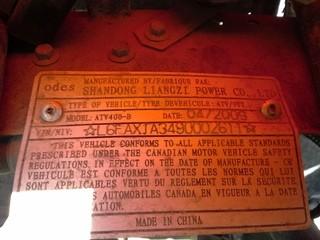 MANUFACTURED BY/FABRIQUE PAR:
odes SHANDONG LIANGZI POWER CO., LTD
TYPE OF VEHICLE/TYPE DEVEHICULE: ATV/VTT
MODEL: ATV400-B DATE: 04/2009
VIN/NIV: ☆L6FAXJA3490002611☆
"THIS VEHICLE CONFORMS TO ALL APPLICABLE STANDARDS
PRESCRIBED UNDER THE CANADIAN MOTOR VEHICLE SAFETY
REGULATIONS IN EFFECT ON THE DATE OF MANUFACTURE - CE
VEHICULE EST CONFORME A TOUTES LES NORMES QUI LUI
SONT APPLICABLES VERTU DU REGLEMENT SUR LA SECURITE
AUTOMOBILES CANADA EN VIGUEUR A LA DATE
MADE IN CHINA